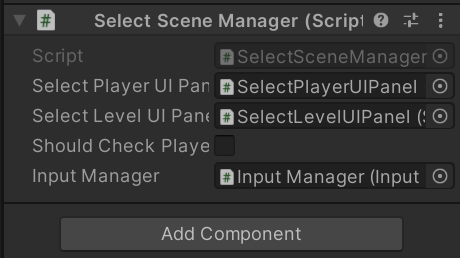 Select Scene Manager (Script
Script
SelectSceneManager
Select Player UI Pan
SelectPlayerUIPanel
Select Level UI Pane
SelectLevelUIPanel (S
Should Check Playe
Input Manager
Input Manager (Input
Add Component